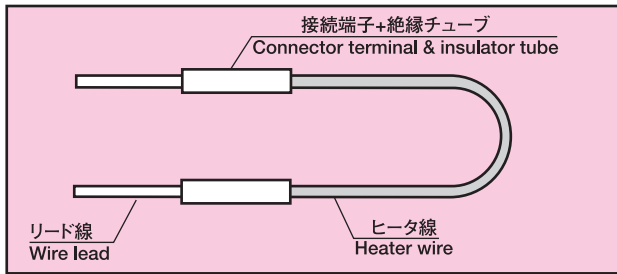 接続端子+絶縁チューブ
Connector terminal & insulator tube
リード線
Wire lead
ヒータ線
Heater wire